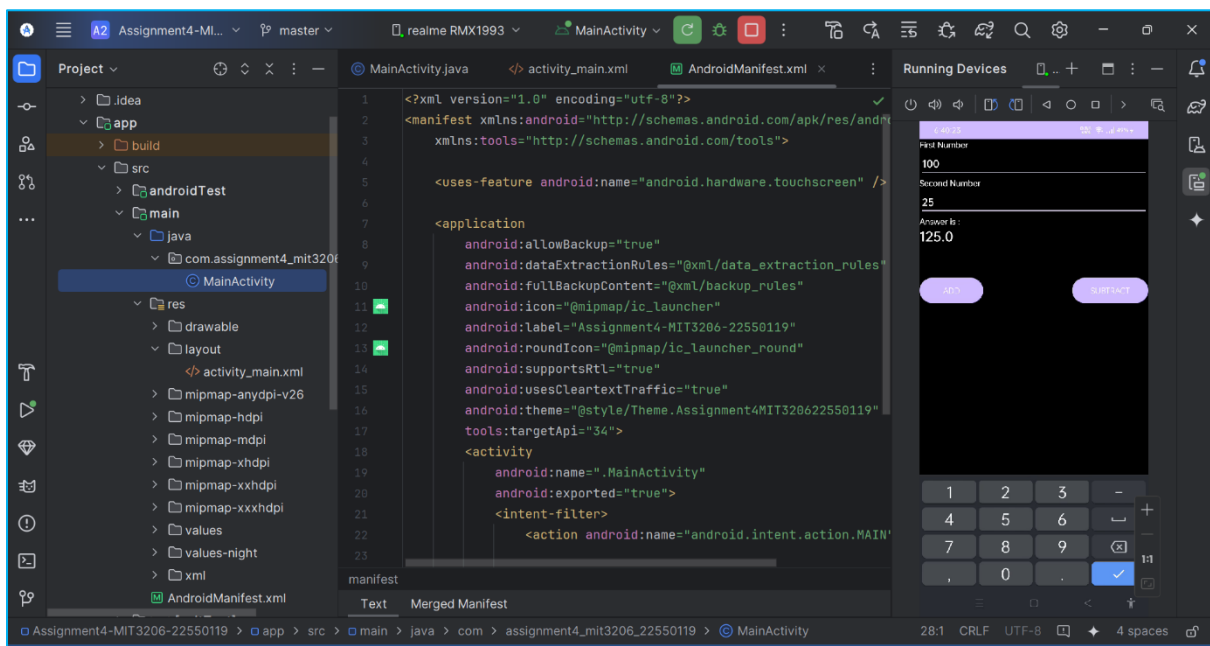 A2 Assignment4-MI... master realme RMX1993 MainActivity
Project
.idea
app
build
src
androidTest
main
java
com.assignment4_mit320
MainActivity
res
drawable
layout
activity_main.xml
mipmap-anydpi-v26
mipmap-hdpi
mipmap-mdpi
mipmap-xhdpi
mipmap-xxhdpi
mipmap-xxxhdpi
values
values-night
xml
AndroidManifest.xml
MainActivity.java activity_main.xml AndroidManifest.xml
1 <?xml version="1.0" encoding="utf-8"?>
2 <manifest xmlns:android="http://schemas.android.com/apk/res/andro
3 xmlns:tools="http://schemas.android.com/tools">
4
5 <uses-feature android:name="android.hardware.touchscreen" />
6
7 <application
8 android:allowBackup="true"
9 android:dataExtractionRules="@xml/data_extraction_rules"
10 android:fullBackupContent="@xml/backup_rules"
11 android:icon="@mipmap/ic_launcher"
12 android:label="Assignment4-MIT3206-22550119"
13 android:roundIcon="@mipmap/ic_launcher_round"
14 android:supportsRtl="true"
15 android:usesCleartextTraffic="true"
16 android:theme="@style/Theme.Assignment4MIT320622550119"
17 tools:targetApi="34">
18 <activity
19 android:name=".MainActivity"
20 android:exported="true">
21 <intent-filter>
22 <action android:name="android.intent.action.MAIN"
23
manifest
Text Merged Manifest
Running Devices
First Number
100
Second Number
25
Answer is :
125.0
ADD SUBTRACT
1 2 3 -
4 5 6
7 8 9
, 0 .
1:1
Assignment4-MIT3206-22550119 > app > src > main > java > com > assignment4_mit3206_22550119 > MainActivity 28:1 CRLF UTF-8 4 spaces